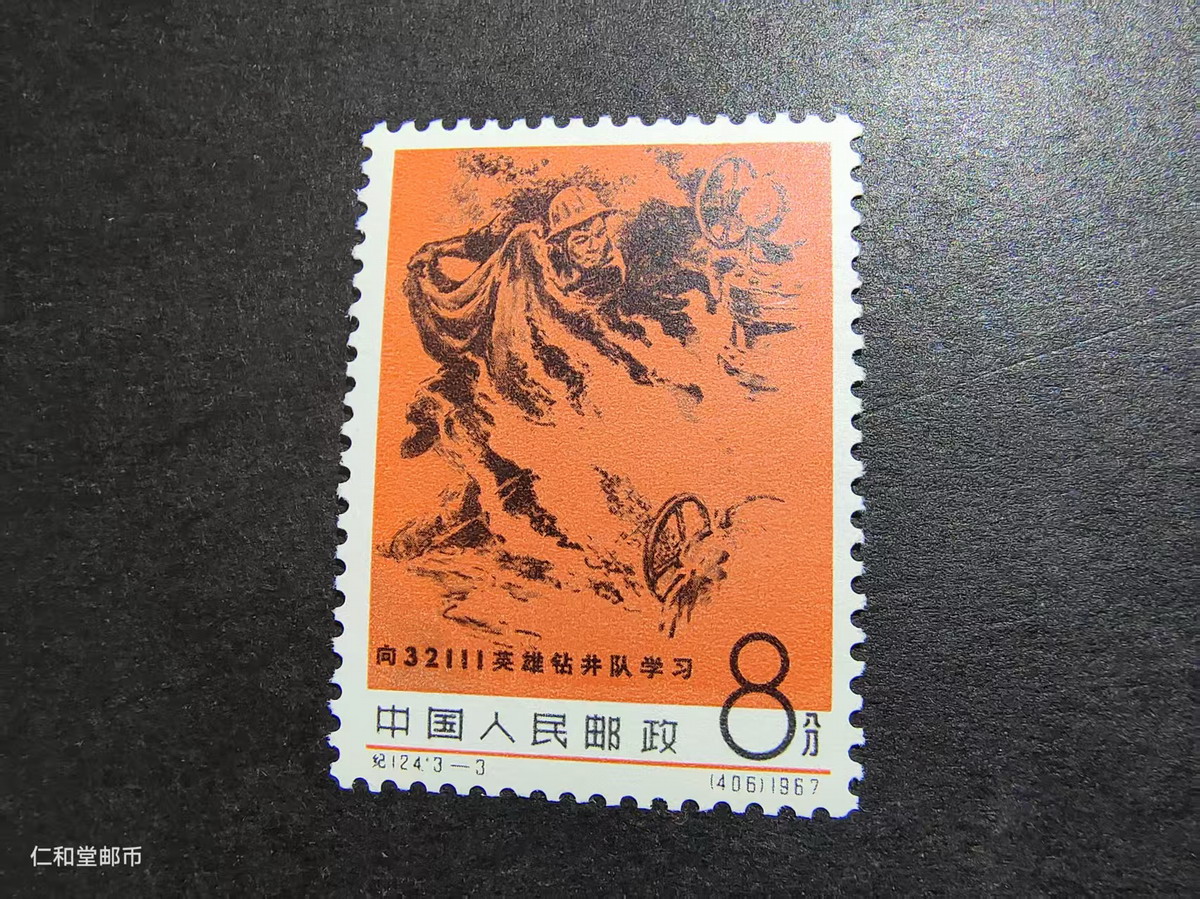 向32111英雄钻井队学习
中国人民邮政 8分
纪124.3—3 (406)1967
仁和堂邮币